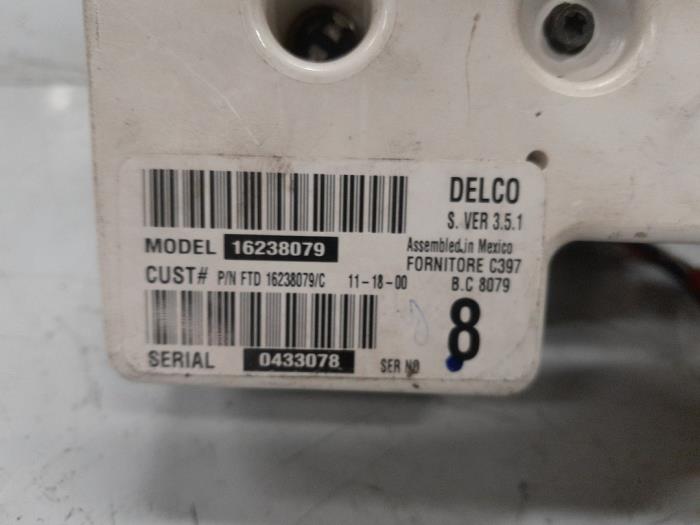 DELCO
S. VER 3.5.1
MODEL 16238079
Assembled in Mexico
FORNITORE C397
CUST# P/N FTD 16238079/C 11-18-00
B.C 8079
8
SERIAL 0433078
SER NO